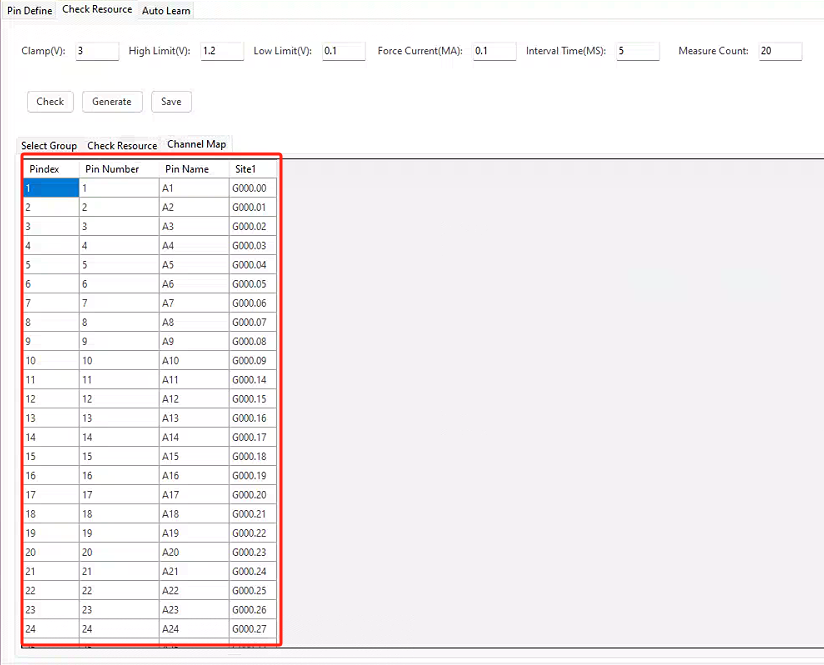 Pin Define Check Resource Auto Learn
Clamp(V): 3 High Limit(V): 1.2 Low Limit(V): 0.1 Force Current(MA): 0.1 Interval Time(MS): 5 Measure Count: 20
Check Generate Save
Select Group Check Resource Channel Map
Pindex Pin Number Pin Name Site1
1 1 A1 G000.00
2 2 A2 G000.01
3 3 A3 G000.02
4 4 A4 G000.03
5 5 A5 G000.04
6 6 A6 G000.05
7 7 A7 G000.06
8 8 A8 G000.07
9 9 A9 G000.08
10 10 A10 G000.09
11 11 A11 G000.14
12 12 A12 G000.15
13 13 A13 G000.16
14 14 A14 G000.17
15 15 A15 G000.18
16 16 A16 G000.19
17 17 A17 G000.20
18 18 A18 G000.21
19 19 A19 G000.22
20 20 A20 G000.23
21 21 A21 G000.24
22 22 A22 G000.25
23 23 A23 G000.26
24 24 A24 G000.27